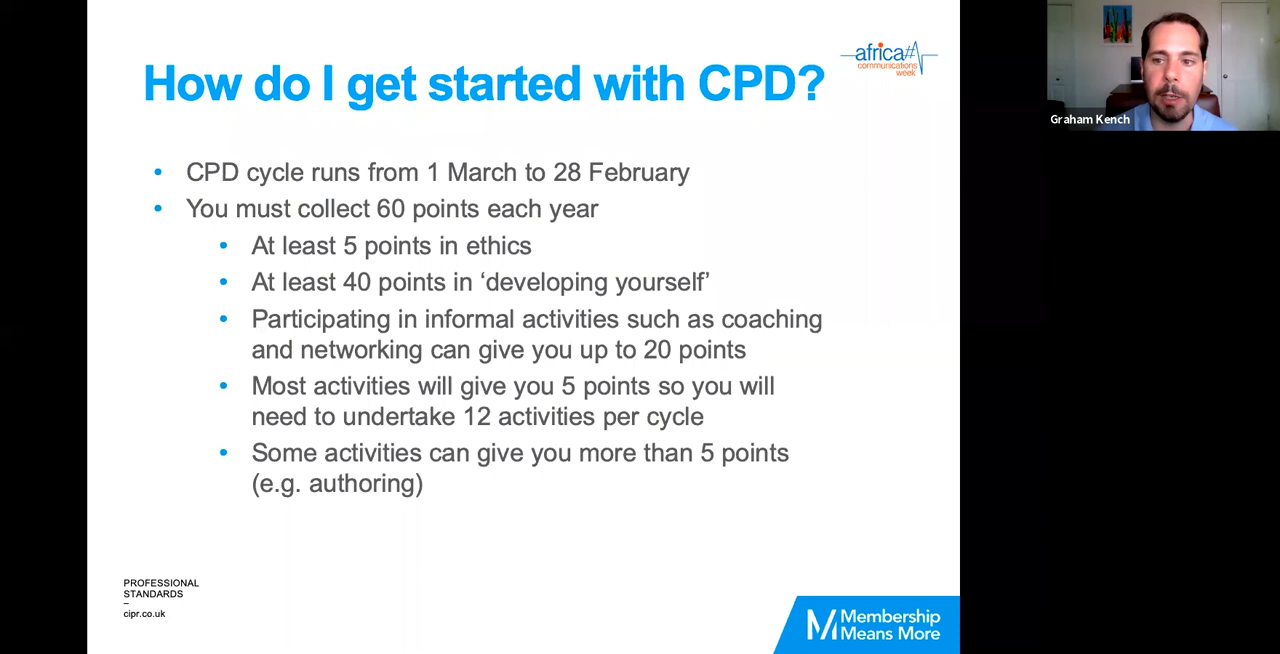 How do I get started with CPD?
africa#
communications
week
Graham Kench
• CPD cycle runs from 1 March to 28 February
• You must collect 60 points each year
• At least 5 points in ethics
• At least 40 points in ‘developing yourself’
• Participating in informal activities such as coaching
and networking can give you up to 20 points
• Most activities will give you 5 points so you will
need to undertake 12 activities per cycle
• Some activities can give you more than 5 points
(e.g. authoring)
PROFESSIONAL
STANDARDS
–
cipr.co.uk
Membership
Means More